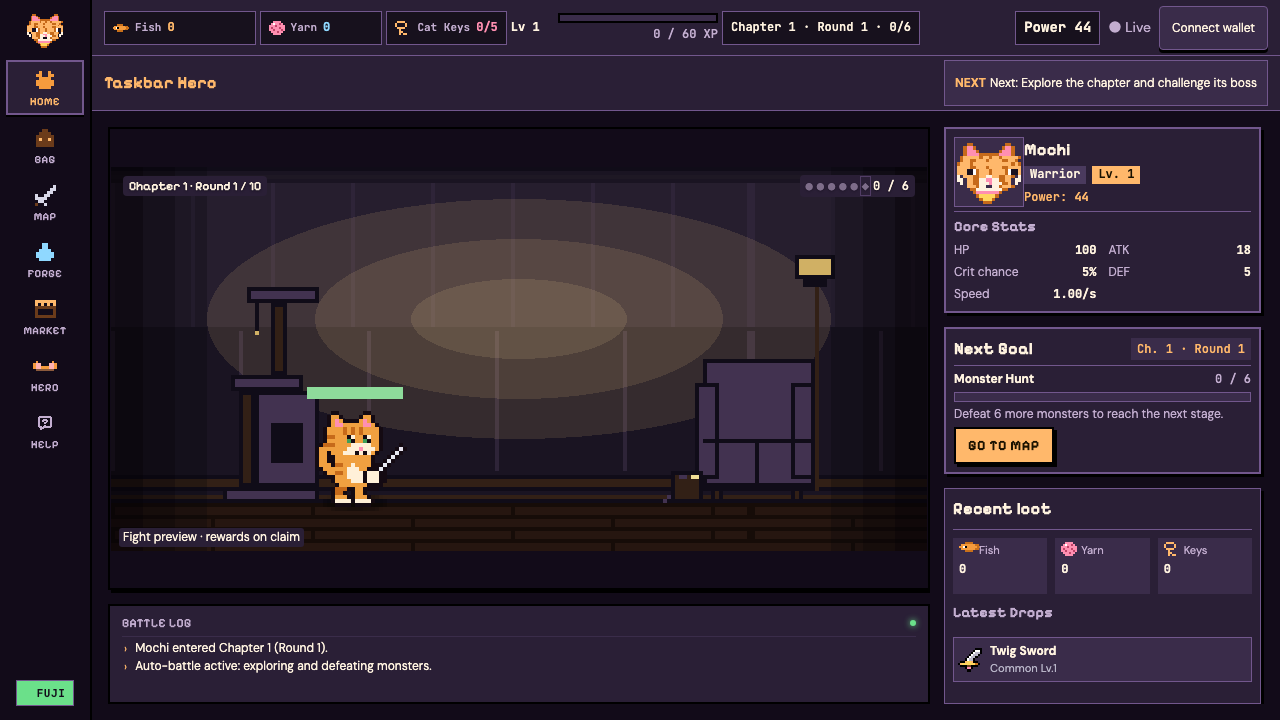 Fish 0
Yarn 0
Cat Keys 0/5
Lv 1
0 / 60 XP
Chapter 1 · Round 1 · 0/6
Power 44
Live
Connect wallet
Taskbar Hero
NEXT Next: Explore the chapter and challenge its boss
HOME
BAG
MAP
FORGE
MARKET
HERO
HELP
FUJI
Chapter 1 · Round 1 / 10
0 / 6
Fight preview · rewards on claim
BATTLE LOG
› Mochi entered Chapter 1 (Round 1).
› Auto-battle active: exploring and defeating monsters.
Mochi
Warrior Lv. 1
Power: 44
Core Stats
HP 100 ATK 18
Crit chance 5% DEF 5
Speed 1.00/s
Next Goal Ch. 1 · Round 1
Monster Hunt 0 / 6
Defeat 6 more monsters to reach the next stage.
GO TO MAP
Recent loot
Fish Yarn Keys
0 0 0
Latest Drops
Twig Sword
Common Lv.1